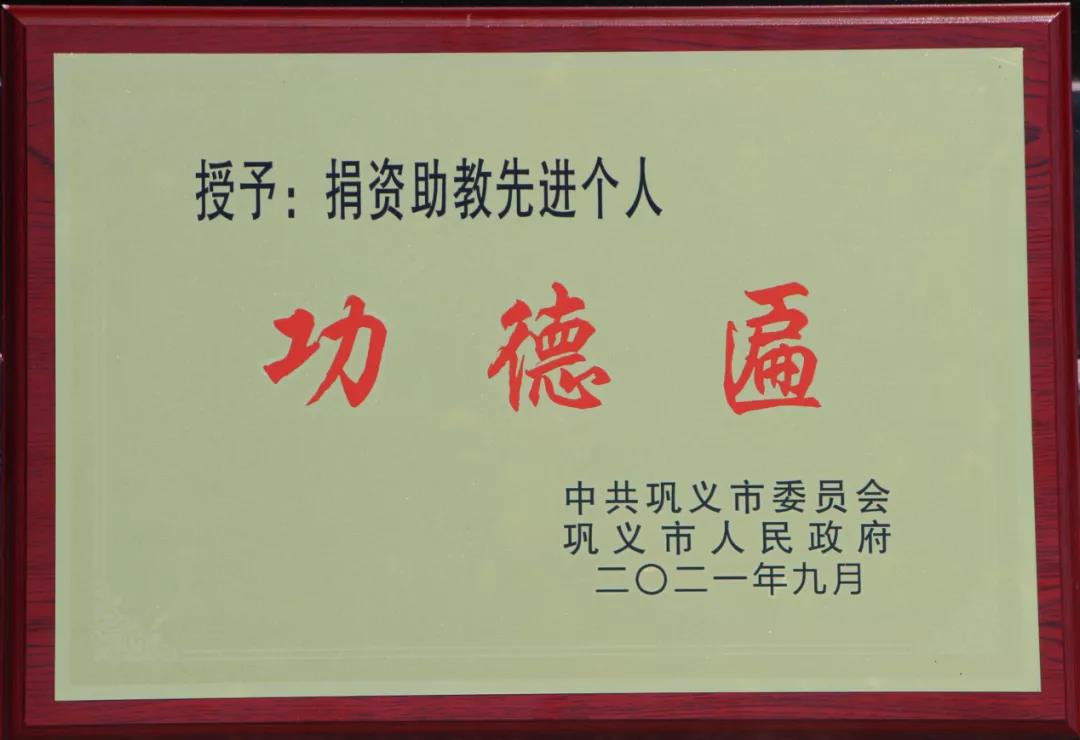 授予：捐资助教先进个人
功德匾
中共巩义市委员会
巩义市人民政府
二〇二一年九月